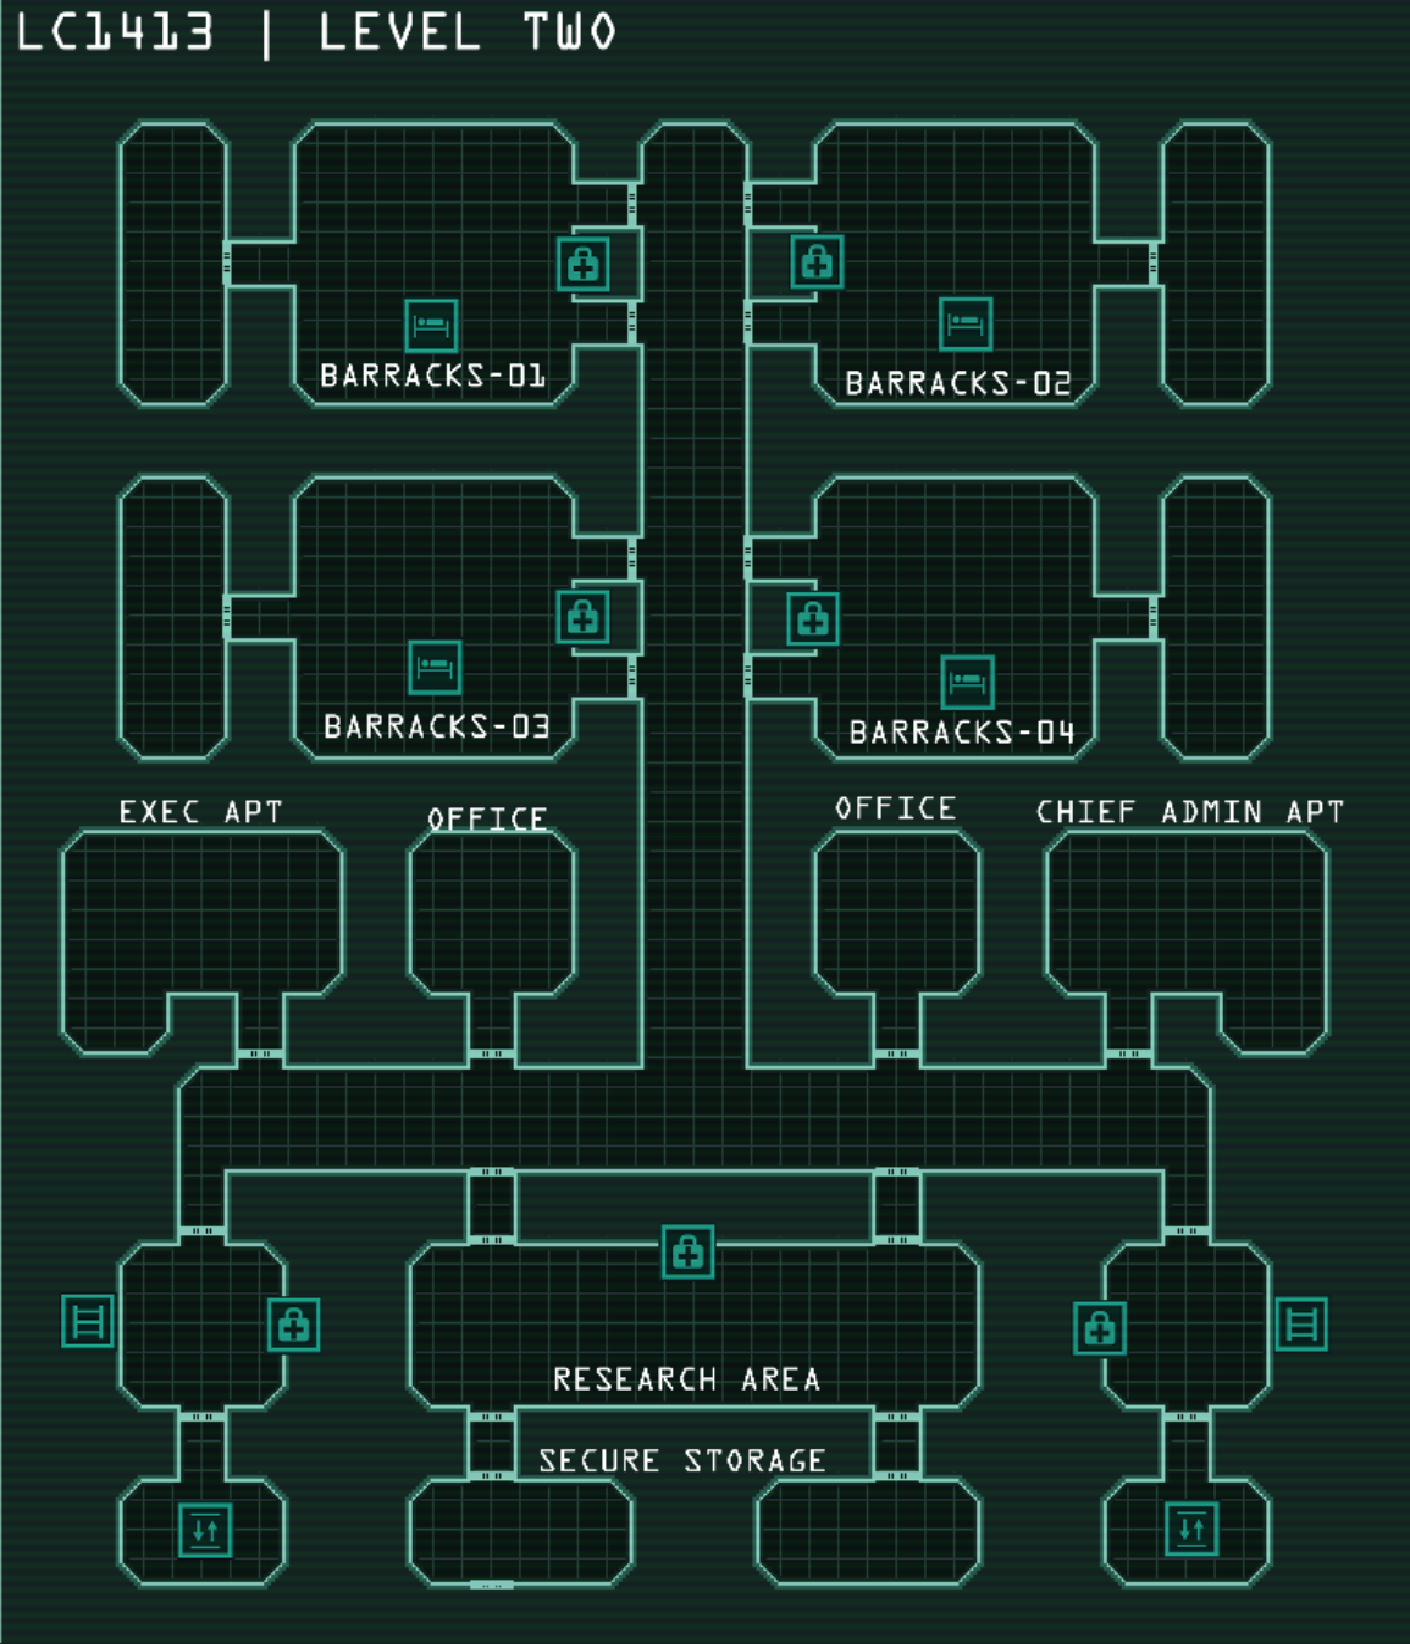 LC1413 | LEVEL TWO
BARRACKS-01
BARRACKS-02
BARRACKS-03
BARRACKS-04
EXEC APT
OFFICE
OFFICE
CHIEF ADMIN APT
RESEARCH AREA
SECURE STORAGE